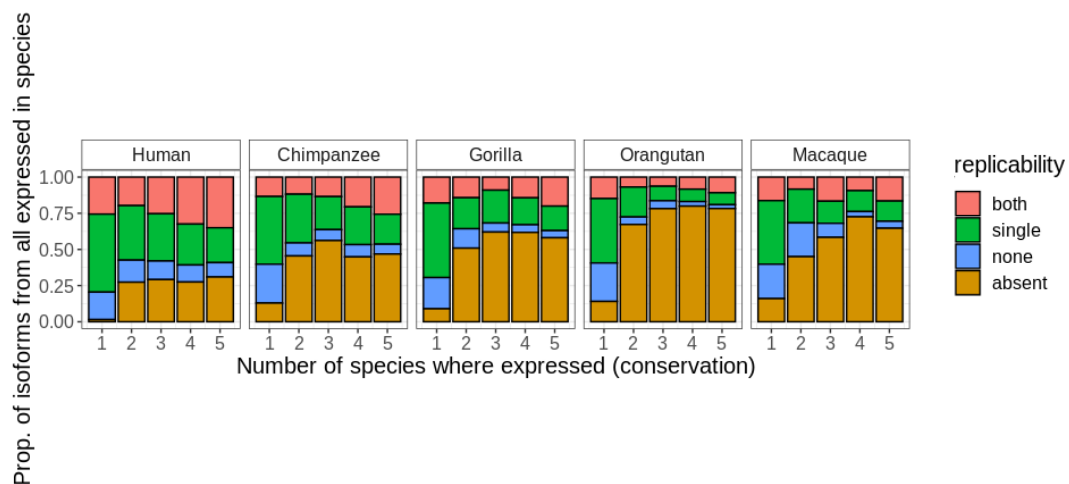 Prop. of isoforms from all expressed in species
Human
Chimpanzee
Gorilla
Orangutan
Macaque
1.00
0.75
0.50
0.25
0.00
1 2 3 4 5
1 2 3 4 5
1 2 3 4 5
1 2 3 4 5
1 2 3 4 5
Number of species where expressed (conservation)
replicability
both
single
none
absent